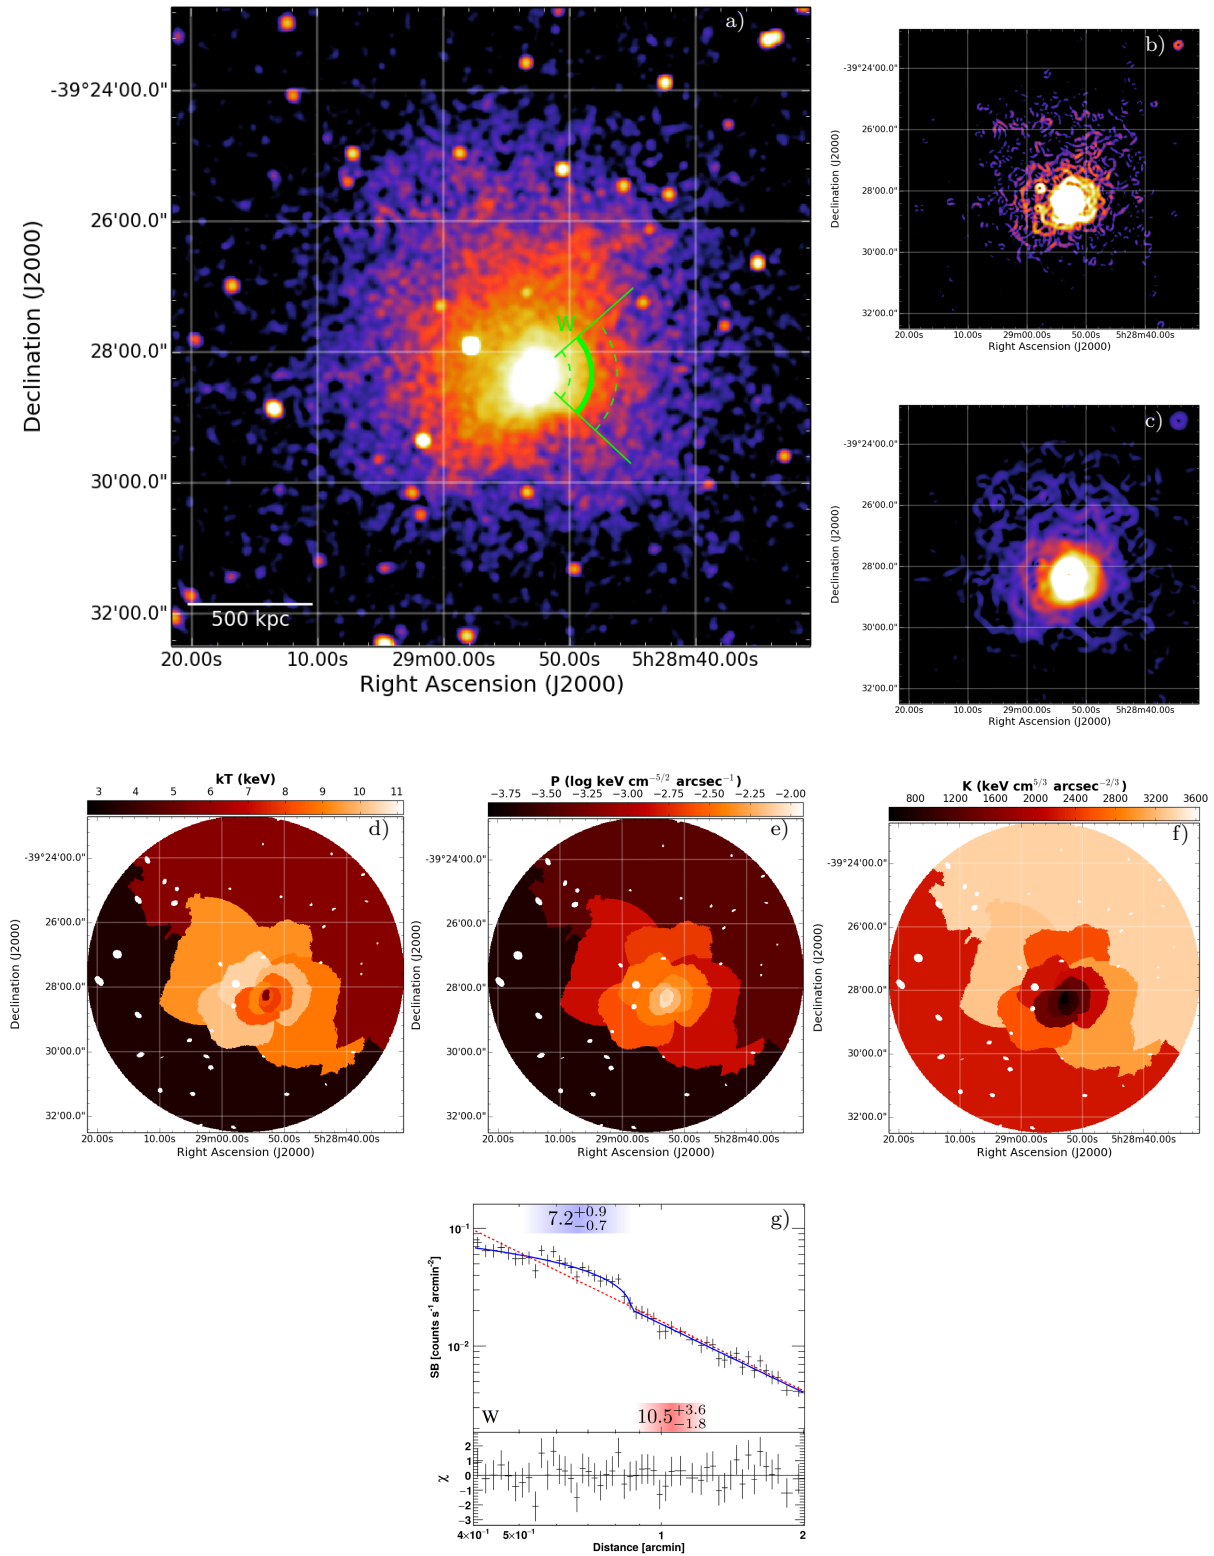 a)
-39°24'00.0"
26'00.0"
28'00.0"
30'00.0"
32'00.0"
W
500 kpc
20.00s 10.00s 29m00.00s 50.00s 5h28m40.00s
Right Ascension (J2000)
Declination (J2000)
b)
-39°24'00.0"
26'00.0"
28'00.0"
30'00.0"
32'00.0"
20.00s 10.00s 29m00.00s 50.00s 5h28m40.00s
Right Ascension (J2000)
Declination (J2000)
c)
-39°24'00.0"
26'00.0"
28'00.0"
30'00.0"
32'00.0"
20.00s 10.00s 29m00.00s 50.00s 5h28m40.00s
Right Ascension (J2000)
Declination (J2000)
kT (keV)
3 4 5 6 7 8 9 10 11
d)
-39°24'00.0"
26'00.0"
28'00.0"
30'00.0"
32'00.0"
20.00s 10.00s 29m00.00s 50.00s 5h28m40.00s
Right Ascension (J2000)
Declination (J2000)
P (log keV cm⁻⁵ᐟ² arcsec⁻¹)
−3.75 −3.50 −3.25 −3.00 −2.75 −2.50 −2.25 −2.00
e)
-39°24'00.0"
26'00.0"
28'00.0"
30'00.0"
32'00.0"
20.00s 10.00s 29m00.00s 50.00s 5h28m40.00s
Right Ascension (J2000)
Declination (J2000)
K (keV cm⁵ᐟ³ arcsec⁻²ᐟ³)
800 1200 1600 2000 2400 2800 3200 3600
f)
-39°24'00.0"
26'00.0"
28'00.0"
30'00.0"
32'00.0"
20.00s 10.00s 29m00.00s 50.00s 5h28m40.00s
Right Ascension (J2000)
Declination (J2000)
7.2+0.9−0.7
g)
10⁻¹
10⁻²
SB [counts s⁻¹ arcmin⁻²]
W
10.5+3.6−1.8
2
1
0
−1
−2
−3
χ
4×10⁻¹ 5×10⁻¹ 1 2
Distance [arcmin]